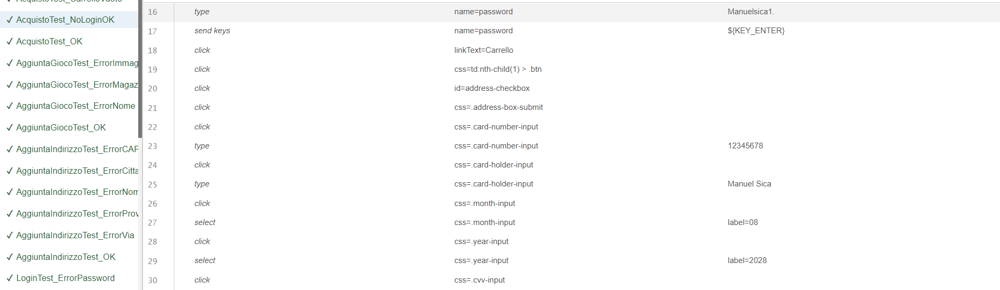 AcquistoTest_CarrelloVuoto
✓ AcquistoTest_NoLoginOK
✓ AcquistoTest_OK
✓ AggiuntaGiocoTest_ErrorImmag
✓ AggiuntaGiocoTest_ErrorMagaz
✓ AggiuntaGiocoTest_ErrorNome
✓ AggiuntaGiocoTest_OK
✓ AggiuntaIndirizzoTest_ErrorCAP
✓ AggiuntaIndirizzoTest_ErrorCitta
✓ AggiuntaIndirizzoTest_ErrorNom
✓ AggiuntaIndirizzoTest_ErrorProv
✓ AggiuntaIndirizzoTest_ErrorVia
✓ AggiuntaIndirizzoTest_OK
✓ LoginTest_ErrorPassword
16 type name=password Manuelsica1.
17 send keys name=password ${KEY_ENTER}
18 click linkText=Carrello
19 click css=td:nth-child(1) > .btn
20 click id=address-checkbox
21 click css=.address-box-submit
22 click css=.card-number-input
23 type css=.card-number-input 12345678
24 click css=.card-holder-input
25 type css=.card-holder-input Manuel Sica
26 click css=.month-input
27 select css=.month-input label=08
28 click css=.year-input
29 select css=.year-input label=2028
30 click css=.cvv-input